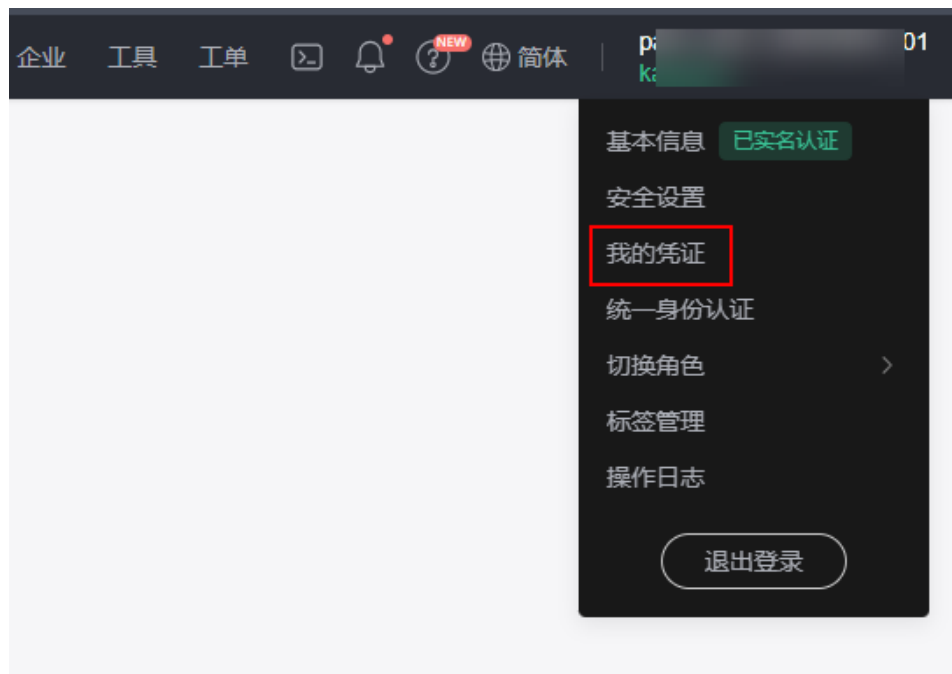 企业 工具 工单 NEW 简体
01
基本信息 已实名认证
安全设置
我的凭证
统一身份认证
切换角色
标签管理
操作日志
退出登录